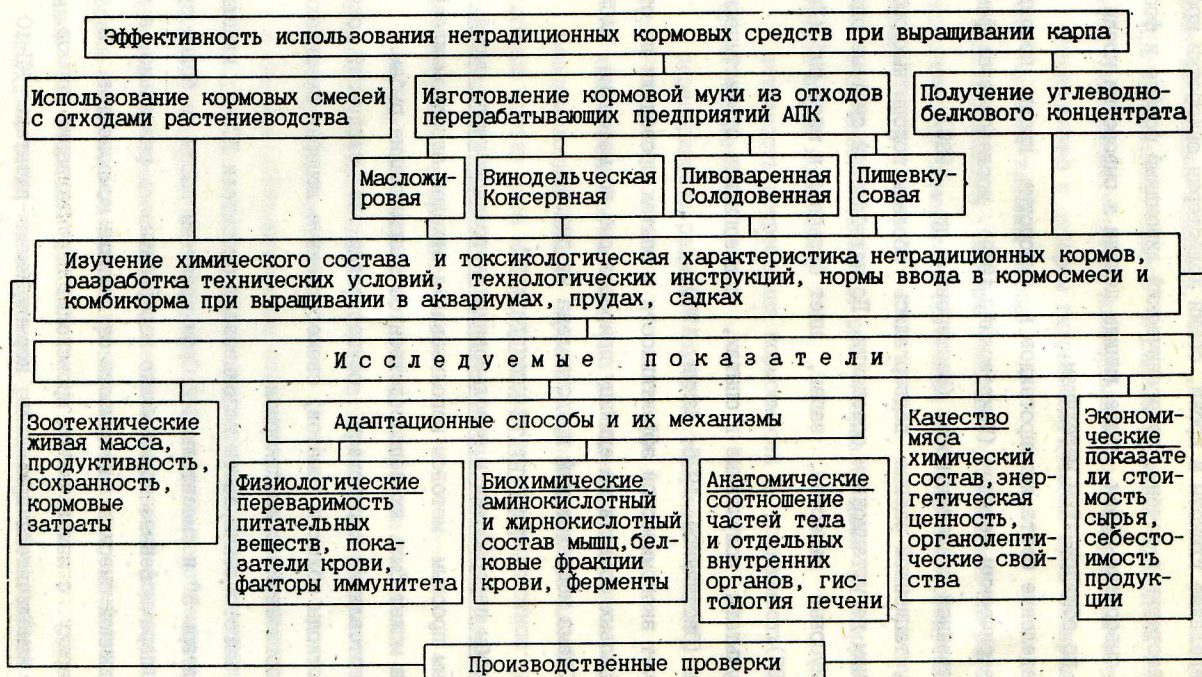 Эффективность использования нетрадиционных кормовых средств при выращивании карпа
Использование кормовых смесей
с отходами растениеводства
Изготовление кормовой муки из отходов
перерабатывающих предприятий АПК
Получение углеводно-
белкового концентрата
Масложи-
ровая
Винодельческая
Консервная
Пивоваренная
Солодовенная
Пищевку-
совая
Изучение химического состава и токсикологическая характеристика нетрадиционных кормов,
разработка технических условий, технологических инструкций, нормы ввода в кормосмеси и
комбикорма при выращивании в аквариумах, прудах, садках
Исследуемые показатели
Зоотехнические
живая масса,
продуктивность,
сохранность,
кормовые
затраты
Адаптационные способы и их механизмы
Физиологические
переваримость
питательных
веществ, пока-
затели крови,
факторы иммунитета
Биохимические
аминокислотный
и жирнокислотный
состав мышц,бел-
ковые фракции
крови, ферменты
Анатомические
соотношение
частей тела
и отдельных
внутренних
органов, гис-
тология печени
Качество
мяса
химический
состав,энер-
гетическая
ценность,
органолепти-
ческие свой-
ства
Экономи-
ческие
показате
ли стои-
мость
сырья,
себесто-
имость
продук-
ции
Производственные проверки